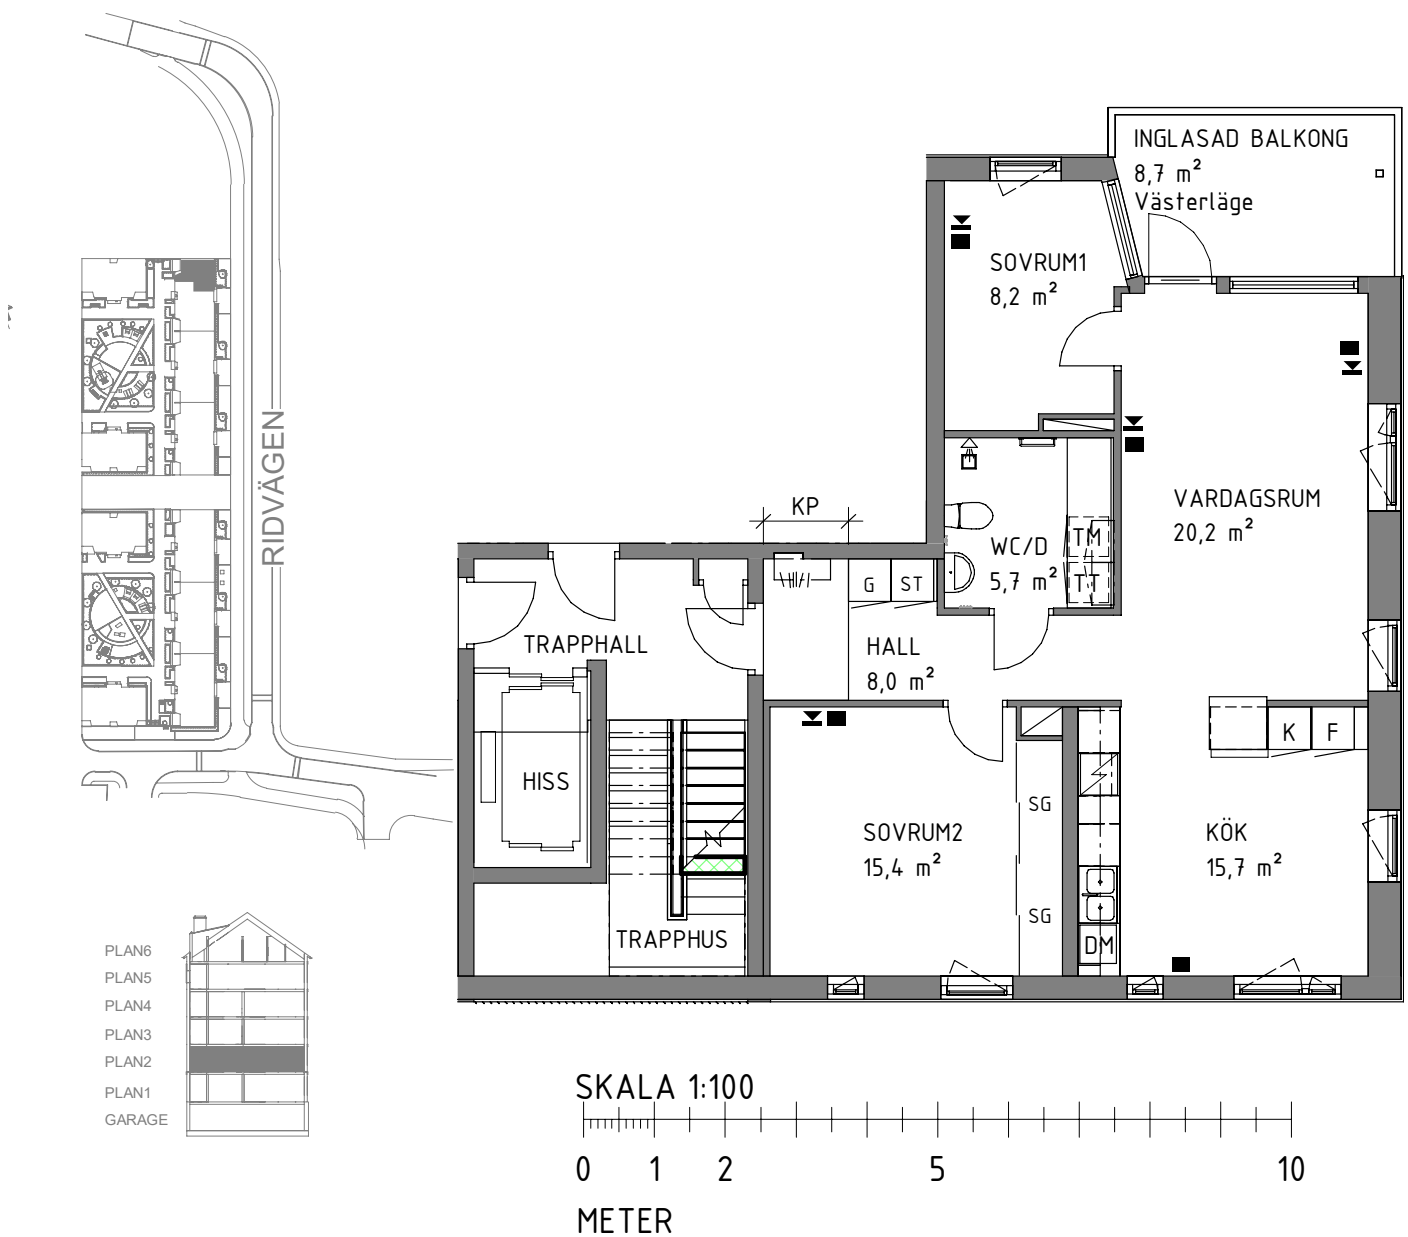 INGLASAD BALKONG
8,7 m²
Västerläge
SOVRUM1
8,2 m²
RIDVÄGEN
VARDAGSRUM
20,2 m²
KP
WC/D
5,7 m²
TM
TT
G
ST
TRAPPHALL
HALL
8,0 m²
K
F
HISS
SOVRUM2
15,4 m²
SG
SG
KÖK
15,7 m²
TRAPPHUS
DM
PLAN6
PLAN5
PLAN4
PLAN3
PLAN2
PLAN1
GARAGE
SKALA 1:100
0 1 2 5 10
METER